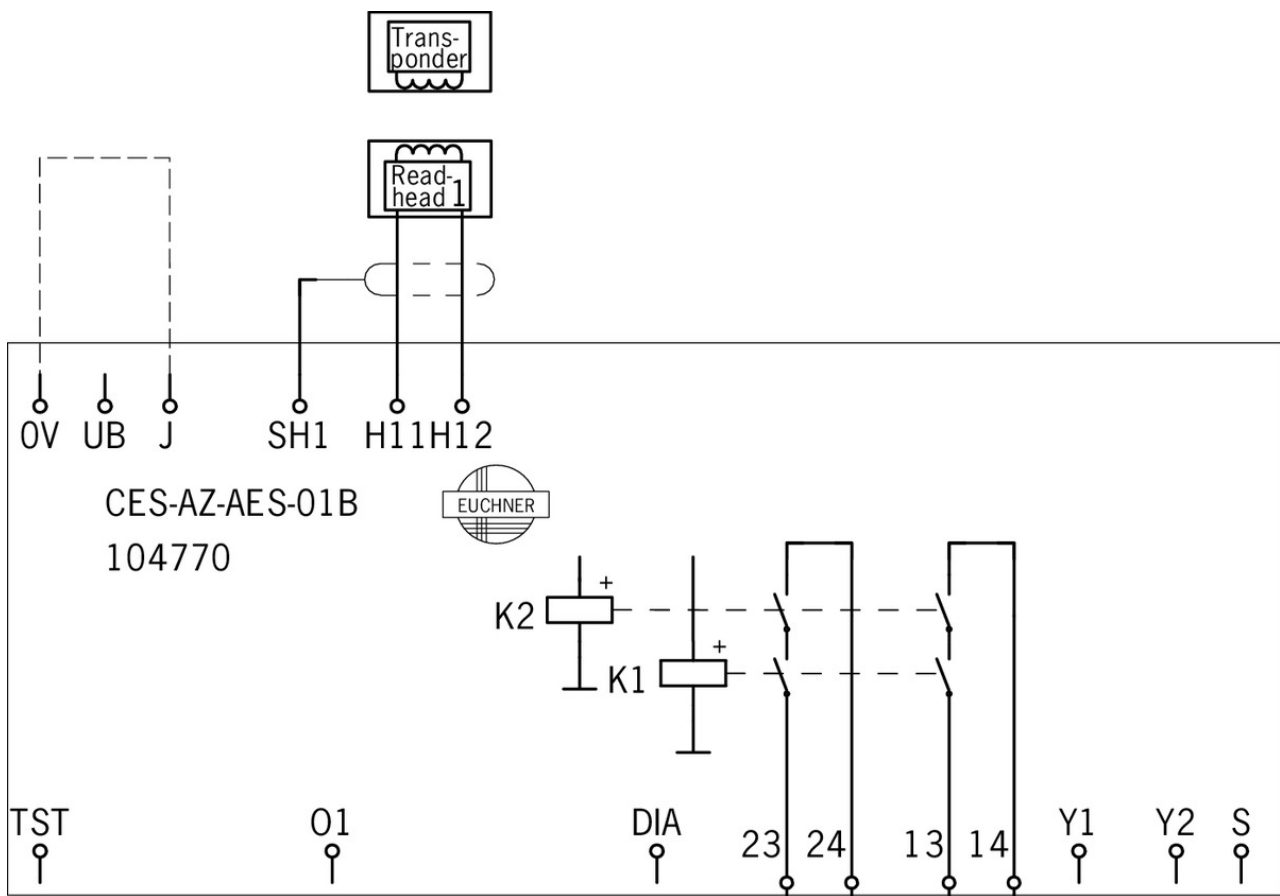 Trans-
ponder
Read-
head 1
0V UB J SH1 H11 H12
CES-AZ-AES-01B
EUCHNER
104770
+
K2
+
K1
TST O1 DIA 23 24 13 14 Y1 Y2 S